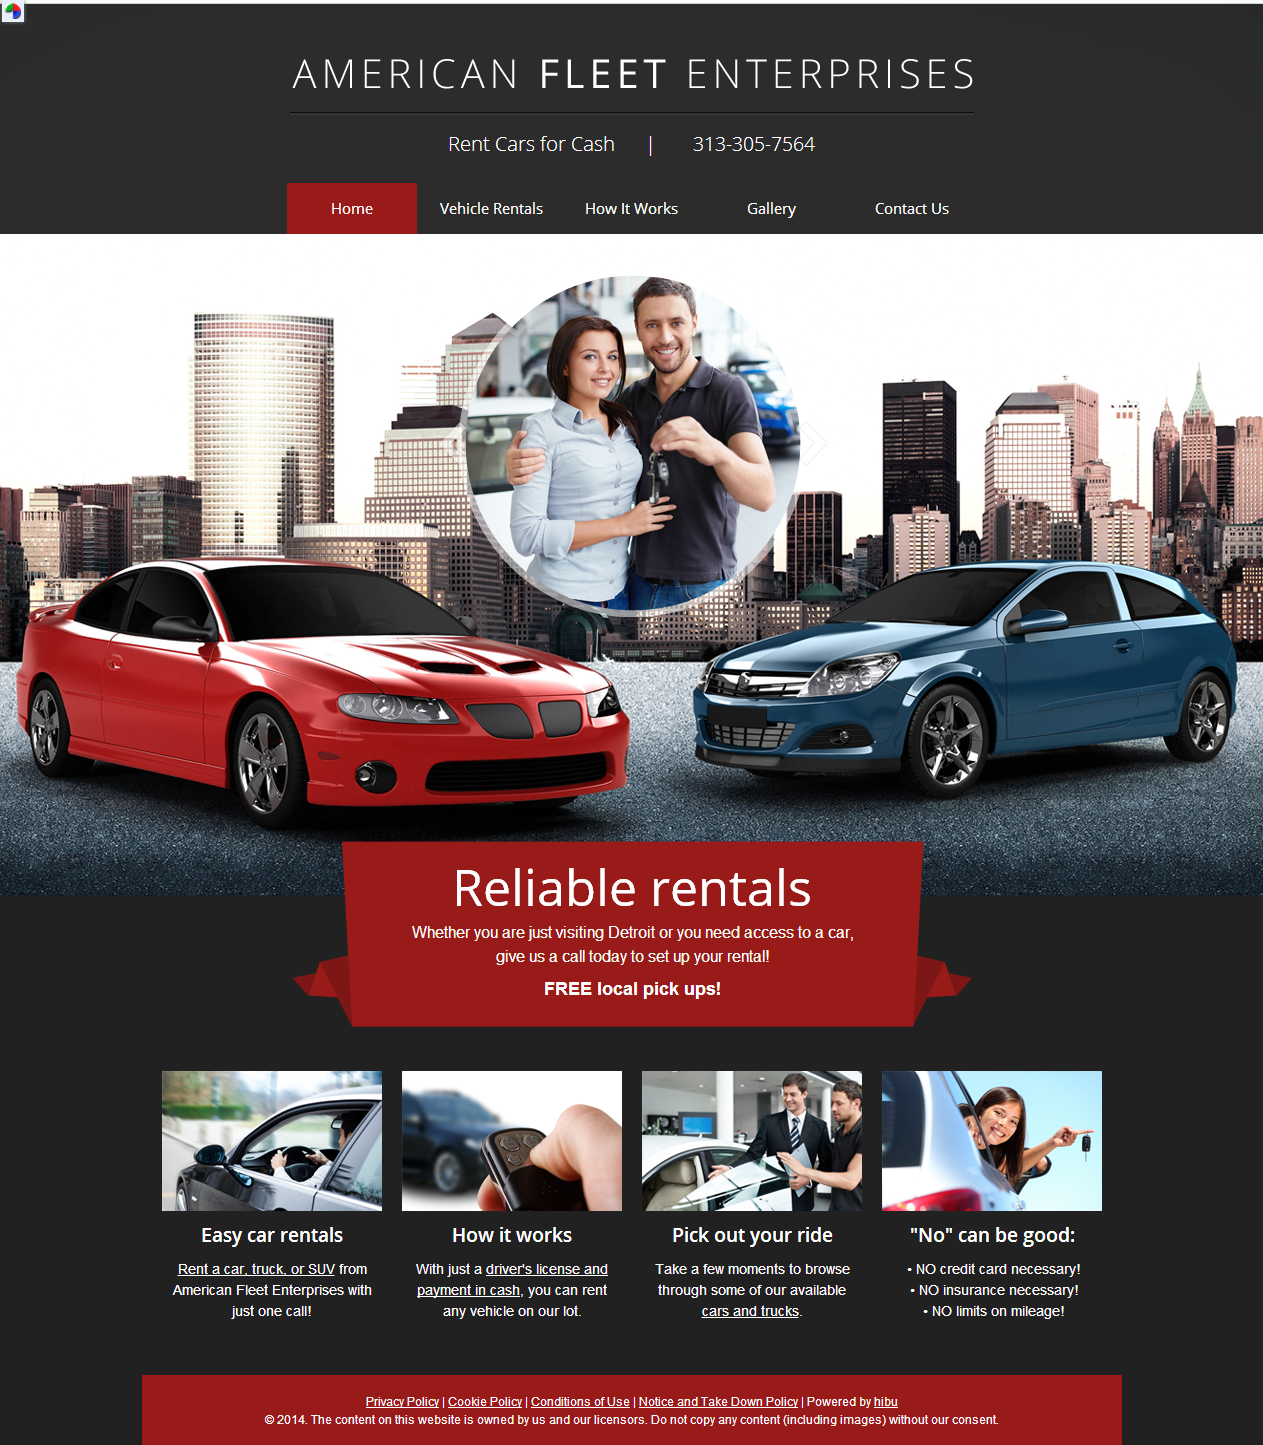 AMERICAN FLEET ENTERPRISES
Rent Cars for Cash | 313-305-7564
Home Vehicle Rentals How It Works Gallery Contact Us
Reliable rentals
Whether you are just visiting Detroit or you need access to a car,
give us a call today to set up your rental!
FREE local pick ups!
Easy car rentals
Rent a car, truck, or SUV from
American Fleet Enterprises with
just one call!
How it works
With just a driver's license and
payment in cash, you can rent
any vehicle on our lot.
Pick out your ride
Take a few moments to browse
through some of our available
cars and trucks.
"No" can be good:
• NO credit card necessary!
• NO insurance necessary!
• NO limits on mileage!
Privacy Policy | Cookie Policy | Conditions of Use | Notice and Take Down Policy | Powered by hibu
© 2014. The content on this website is owned by us and our licensors. Do not copy any content (including images) without our consent.